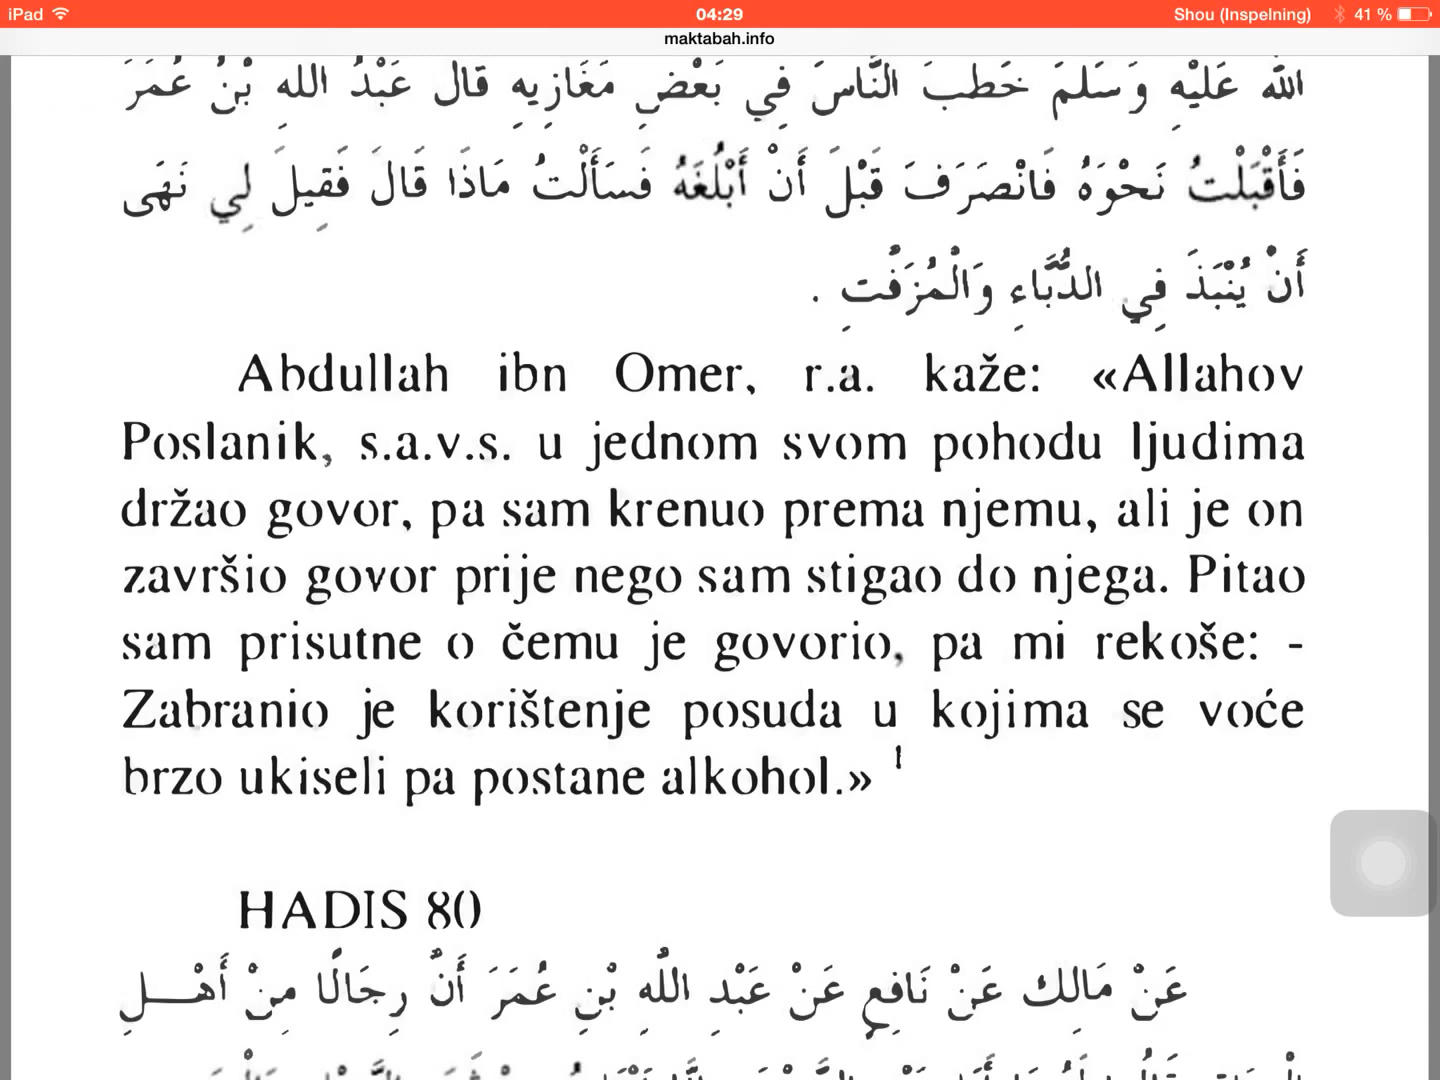 iPad 04:29 Shou (Inspelning) 41 %
maktabah.info
الله عَلَيْهِ وَسَلَّمَ خَطَبَ النَّاسَ فِي بَعْضِ مَغَازِيهِ قَالَ عَبْدُ اللهِ بْنُ عُمَرَ
فَأَقْبَلْتُ نَحْوَهُ فَانْصَرَفَ قَبْلَ أَنْ أَبْلُغَهُ فَسَأَلْتُ مَاذَا قَالَ فَقِيلَ لِي نَهَى
أَنْ يُنْبَذَ فِي الدُّبَّاءِ وَالْمُزَفَّتِ .
Abdullah ibn Omer, r.a. kaže: «Allahov
Poslanik, s.a.v.s. u jednom svom pohodu ljudima
držao govor, pa sam krenuo prema njemu, ali je on
završio govor prije nego sam stigao do njega. Pitao
sam prisutne o čemu je govorio, pa mi rekoše: -
Zabranio je korištenje posuda u kojima se voće
brzo ukiseli pa postane alkohol.» 1
HADIS 80
عَنْ مَالِك عَنْ نَافِعٍ عَنْ عَبْدِ اللَّهِ بْنِ عُمَرَ أَنَّ رِجَالًا مِنْ أَهْــلِ